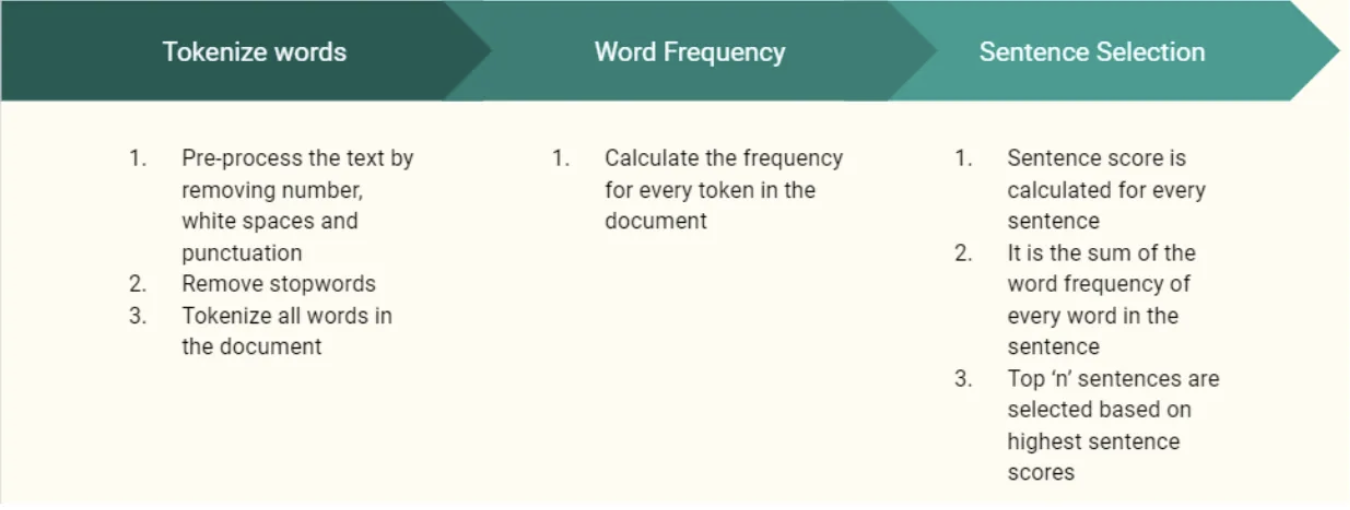 Tokenize words
Word Frequency
Sentence Selection
1. Pre-process the text by
removing number,
white spaces and
punctuation
2. Remove stopwords
3. Tokenize all words in
the document
1. Calculate the frequency
for every token in the
document
1. Sentence score is
calculated for every
sentence
2. It is the sum of the
word frequency of
every word in the
sentence
3. Top ‘n’ sentences are
selected based on
highest sentence
scores